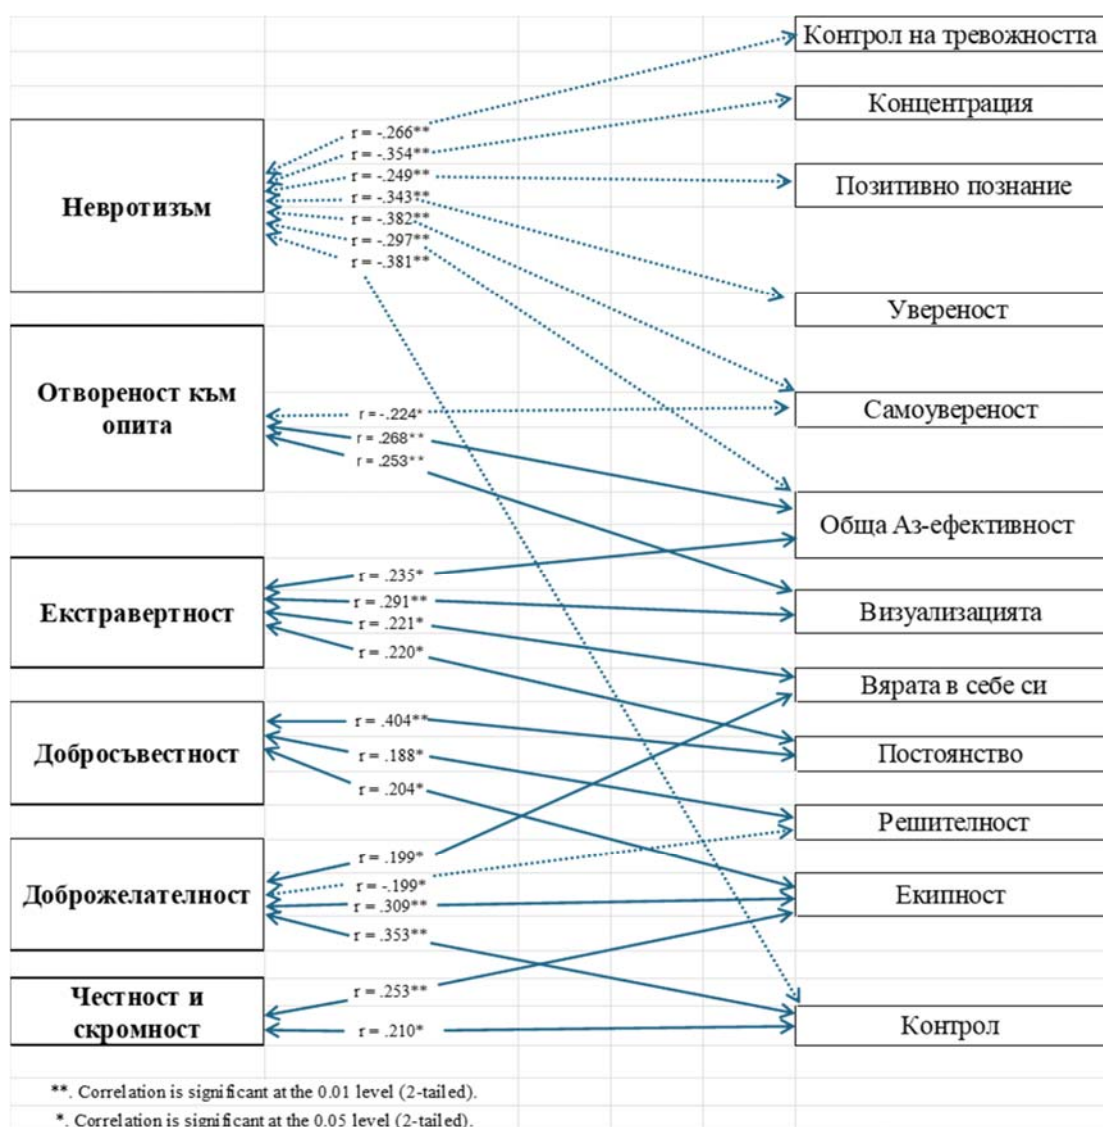 Контрол на тревожността
Концентрация
Позитивно познание
Увереност
Самоувереност
Обща Аз-ефективност
Визуализацията
Вярата в себе си
Постоянство
Решителност
Екипност
Контрол
Невротизъм
Отвореност към
опита
Екстравертност
Добросъвестност
Доброжелателност
Честност и
скромност
r = -.266**
r = -.354**
r = -.249**
r = -.343**
r = -.382**
r = -.297**
r = -.381**
r = -.224*
r = .268**
r = .253**
r = .235*
r = .291**
r = .221*
r = .220*
r = .404**
r = .188*
r = .204*
r = .199*
r = -.199*
r = .309**
r = .353**
r = .253**
r = .210*
**. Correlation is significant at the 0.01 level (2-tailed).
*. Correlation is significant at the 0.05 level (2-tailed).